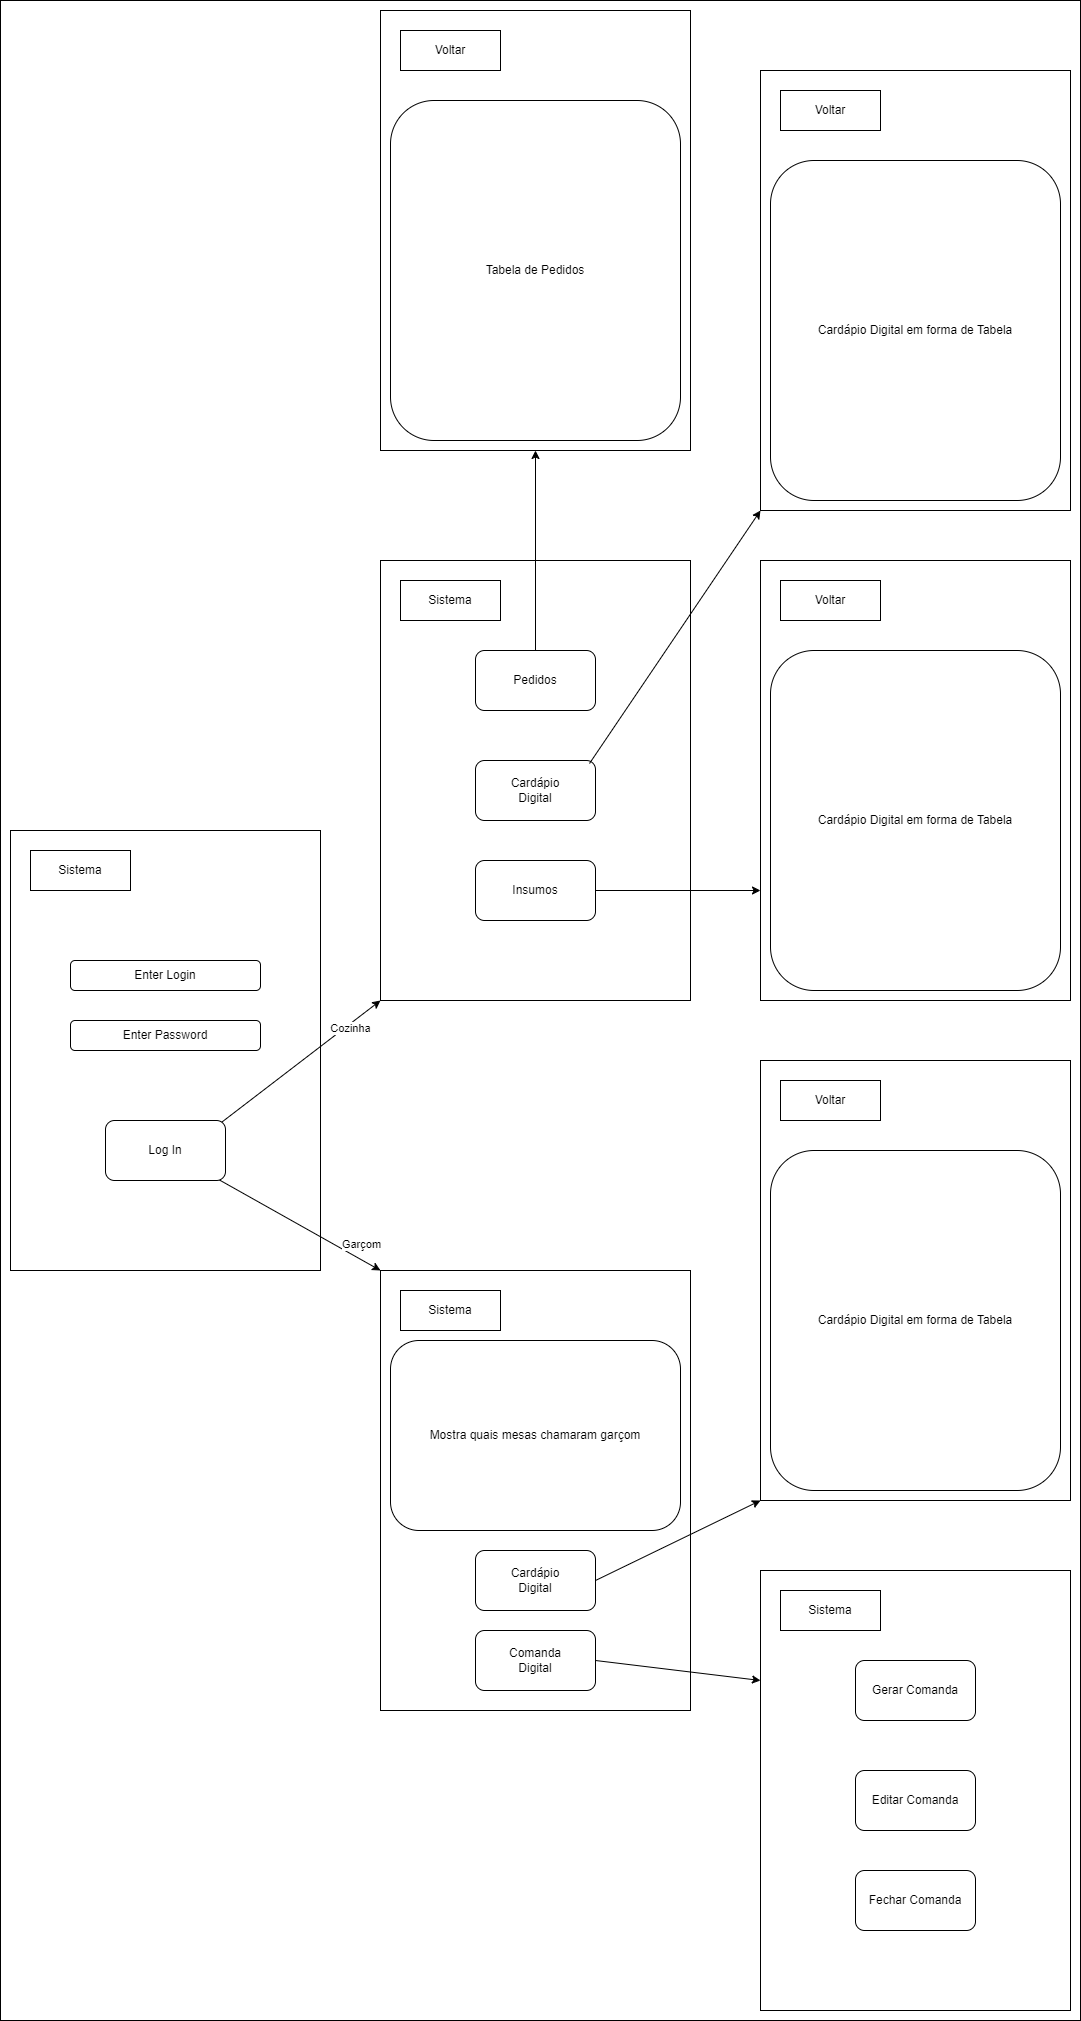 Voltar
Tabela de Pedidos
Voltar
Cardápio Digital em forma de Tabela
Sistema
Pedidos
Cardápio
Digital
Insumos
Voltar
Cardápio Digital em forma de Tabela
Sistema
Enter Login
Enter Password
Log In
Cozinha
Garçom
Voltar
Cardápio Digital em forma de Tabela
Sistema
Mostra quais mesas chamaram garçom
Cardápio
Digital
Comanda
Digital
Sistema
Gerar Comanda
Editar Comanda
Fechar Comanda